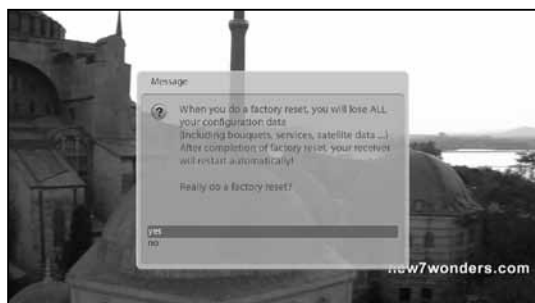 Message
When you do a factory reset, you will lose ALL
your configuration data
(including bouquets, services, satellite data ...)
After completion of factory reset, your receiver
will restart automatically!
Really do a factory reset?
yes
no
new7wonders.com